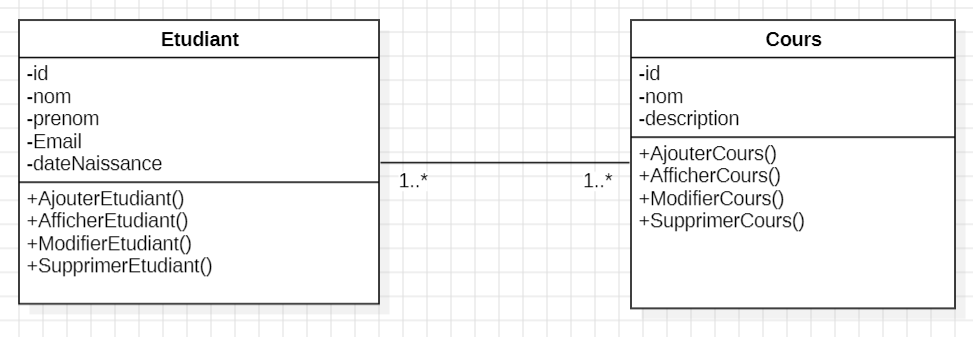 Etudiant
-id
-nom
-prenom
-Email
-dateNaissance
+AjouterEtudiant()
+AfficherEtudiant()
+ModifierEtudiant()
+SupprimerEtudiant()
1..*
1..*
Cours
-id
-nom
-description
+AjouterCours()
+AfficherCours()
+ModifierCours()
+SupprimerCours()